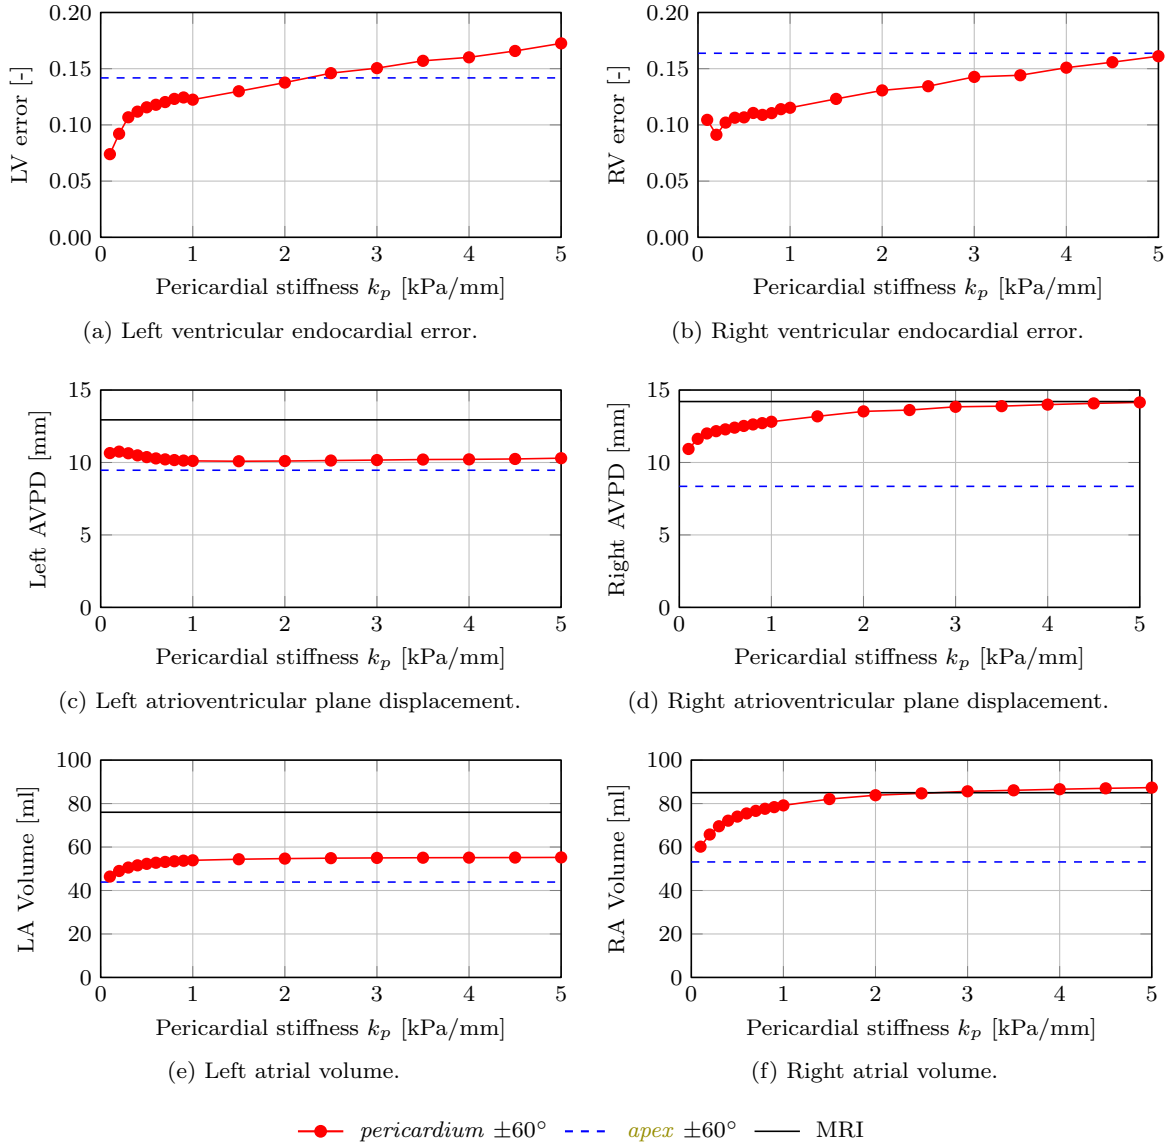 0.20
0.15
0.10
0.05
0.00
LV error [-]
0 1 2 3 4 5
Pericardial stiffness k_p [kPa/mm]
(a) Left ventricular endocardial error.
0.20
0.15
0.10
0.05
0.00
RV error [-]
0 1 2 3 4 5
Pericardial stiffness k_p [kPa/mm]
(b) Right ventricular endocardial error.
15
10
5
0
Left AVPD [mm]
0 1 2 3 4 5
Pericardial stiffness k_p [kPa/mm]
(c) Left atrioventricular plane displacement.
15
10
5
0
Right AVPD [mm]
0 1 2 3 4 5
Pericardial stiffness k_p [kPa/mm]
(d) Right atrioventricular plane displacement.
100
80
60
40
20
0
LA Volume [ml]
0 1 2 3 4 5
Pericardial stiffness k_p [kPa/mm]
(e) Left atrial volume.
100
80
60
40
20
0
RA Volume [ml]
0 1 2 3 4 5
Pericardial stiffness k_p [kPa/mm]
(f) Right atrial volume.
pericardium ±60° apex ±60° MRI